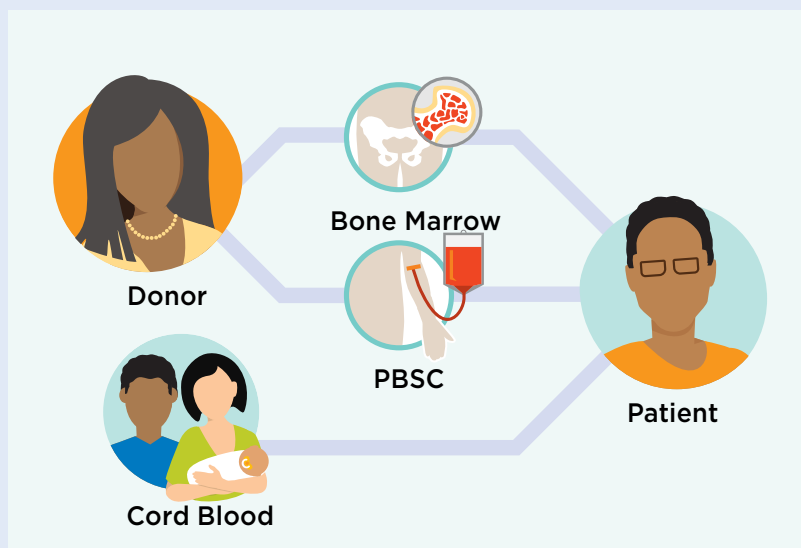 Bone Marrow
Donor
PBSC
Patient
Cord Blood